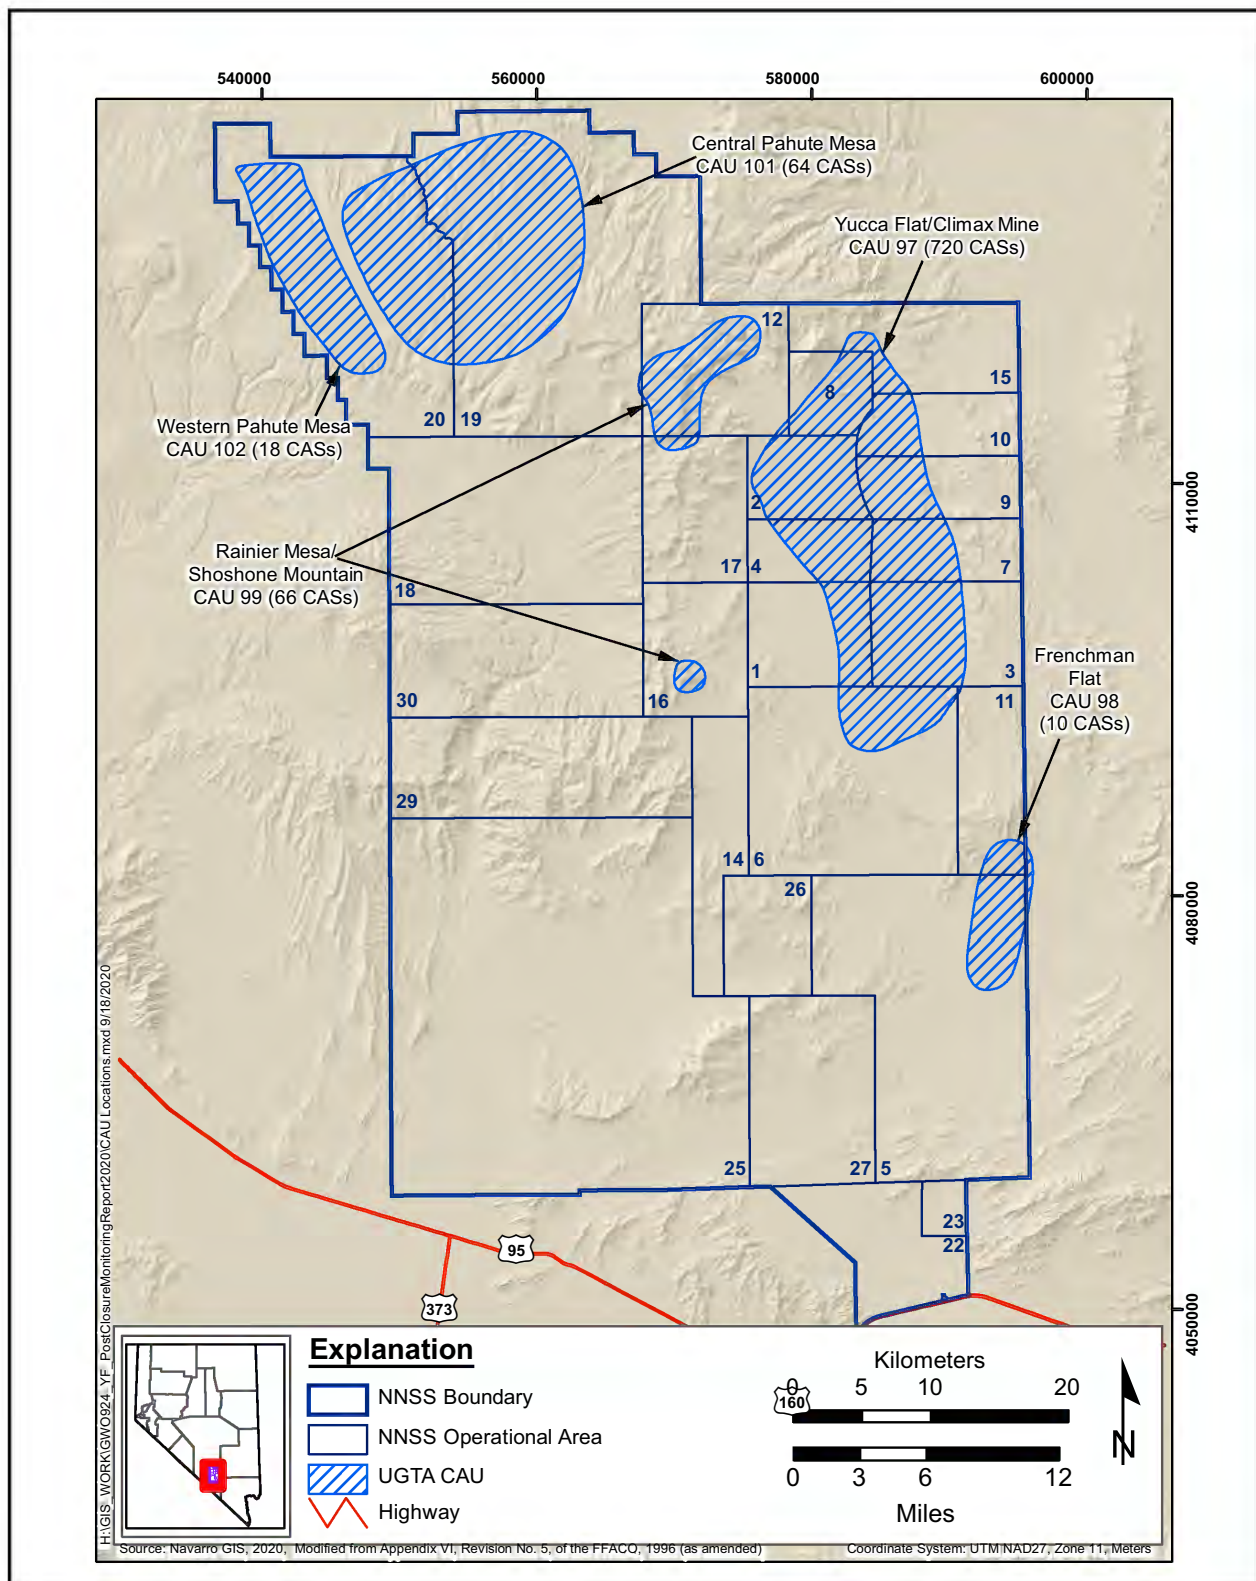 540000
560000
580000
600000
Central Pahute Mesa
CAU 101 (64 CASs)
Yucca Flat/Climax Mine
CAU 97 (720 CASs)
12
15
8
20
19
10
Western Pahute Mesa
CAU 102 (18 CASs)
4110000
2
9
Rainier Mesa/
Shoshone Mountain
CAU 99 (66 CASs)
17
4
7
18
Frenchman
Flat
CAU 98
(10 CASs)
1
3
30
16
11
29
14
6
26
4080000
25
27
5
23
22
95
373
4050000
H:\GIS_WORK\GWO924_YF_PostClosureMonitoringReport2020\CAU Locations.mxd 9/18/2020
Explanation
NNSS Boundary
NNSS Operational Area
UGTA CAU
Highway
Kilometers
0 5 10 20
160
0 3 6 12
Miles
N
Source: Navarro GIS, 2020, Modified from Appendix VI, Revision No. 5, of the FFACO, 1996 (as amended)
Coordinate System: UTM NAD27, Zone 11, Meters